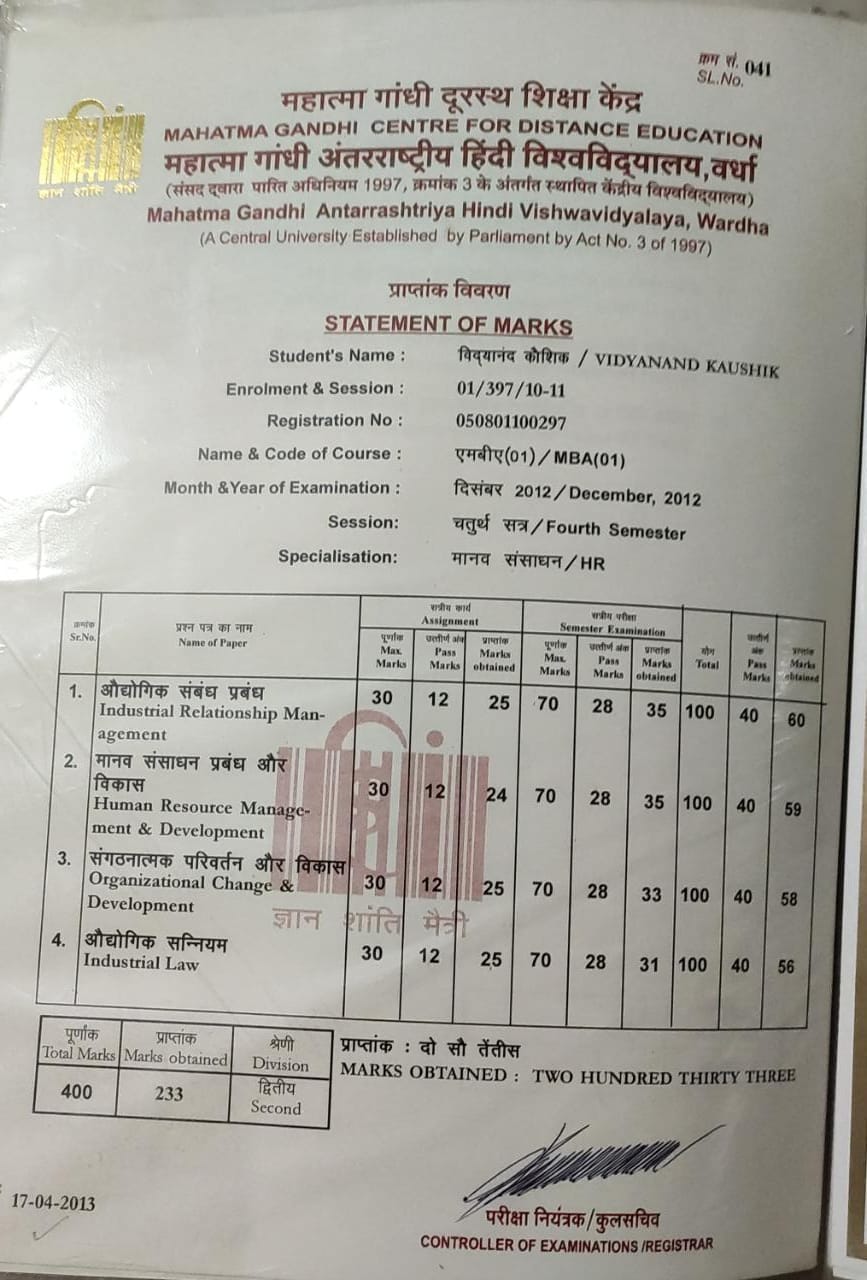 क्रम सं. 041
SL.No.
महात्मा गांधी दूरस्थ शिक्षा केंद्र
MAHATMA GANDHI CENTRE FOR DISTANCE EDUCATION
महात्मा गांधी अंतरराष्ट्रीय हिंदी विश्वविद्यालय,वर्धा
(संसद द्वारा पारित अधिनियम 1997, क्रमांक 3 के अंतर्गत स्थापित केंद्रीय विश्वविद्यालय)
Mahatma Gandhi Antarrashtriya Hindi Vishwavidyalaya, Wardha
(A Central University Established by Parliament by Act No. 3 of 1997)
ज्ञान शांति मैत्री
प्राप्तांक विवरण
STATEMENT OF MARKS
Student's Name : विद्यानंद कौशिक / VIDYANAND KAUSHIK
Enrolment & Session : 01/397/10-11
Registration No : 050801100297
Name & Code of Course : एमबीए(01)/MBA(01)
Month &Year of Examination : दिसंबर 2012/December, 2012
Session: चतुर्थ सत्र/Fourth Semester
Specialisation: मानव संसाधन/HR
क्रमांक Sr.No. प्रश्न पत्र का नाम Name of Paper सत्रीय कार्य Assignment सत्रीय परीक्षा Semester Examination योग Total उत्तीर्ण अंक Pass Marks प्राप्तांक Marks obtained
पूर्णांक Max. Marks उत्तीर्ण अंक Pass Marks प्राप्तांक Marks obtained पूर्णांक Max. Marks उत्तीर्ण अंक Pass Marks प्राप्तांक Marks obtained
1. औद्योगिक संबंध प्रबंध
Industrial Relationship Man-
agement
30 12 25 70 28 35 100 40 60
2. मानव संसाधन प्रबंध और
विकास
Human Resource Manage-
ment & Development
30 12 24 70 28 35 100 40 59
3. संगठनात्मक परिवर्तन और विकास
Organizational Change &
Development
30 12 25 70 28 33 100 40 58
4. औद्योगिक सन्नियम
Industrial Law
30 12 25 70 28 31 100 40 56
ज्ञान शांति मैत्री
पूर्णांक प्राप्तांक श्रेणी
Total Marks Marks obtained Division
400 233 द्वितीय
Second
प्राप्तांक : दो सौ तेंतीस
MARKS OBTAINED : TWO HUNDRED THIRTY THREE
17-04-2013
परीक्षा नियंत्रक/कुलसचिव
CONTROLLER OF EXAMINATIONS /REGISTRAR